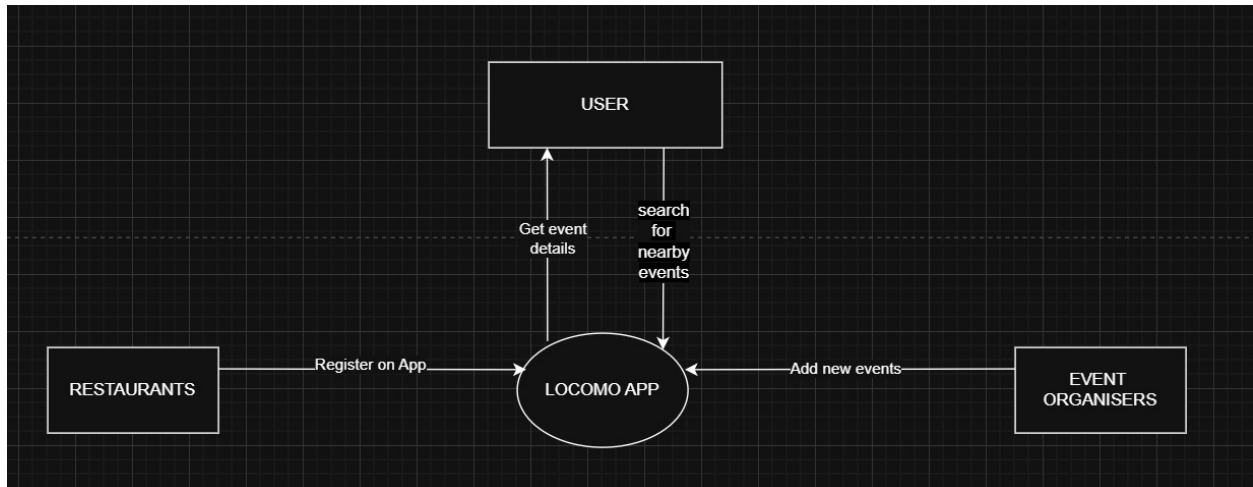 USER
Get event
details
search
for
nearby
events
RESTAURANTS
Register on App
LOCOMO APP
Add new events
EVENT
ORGANISERS